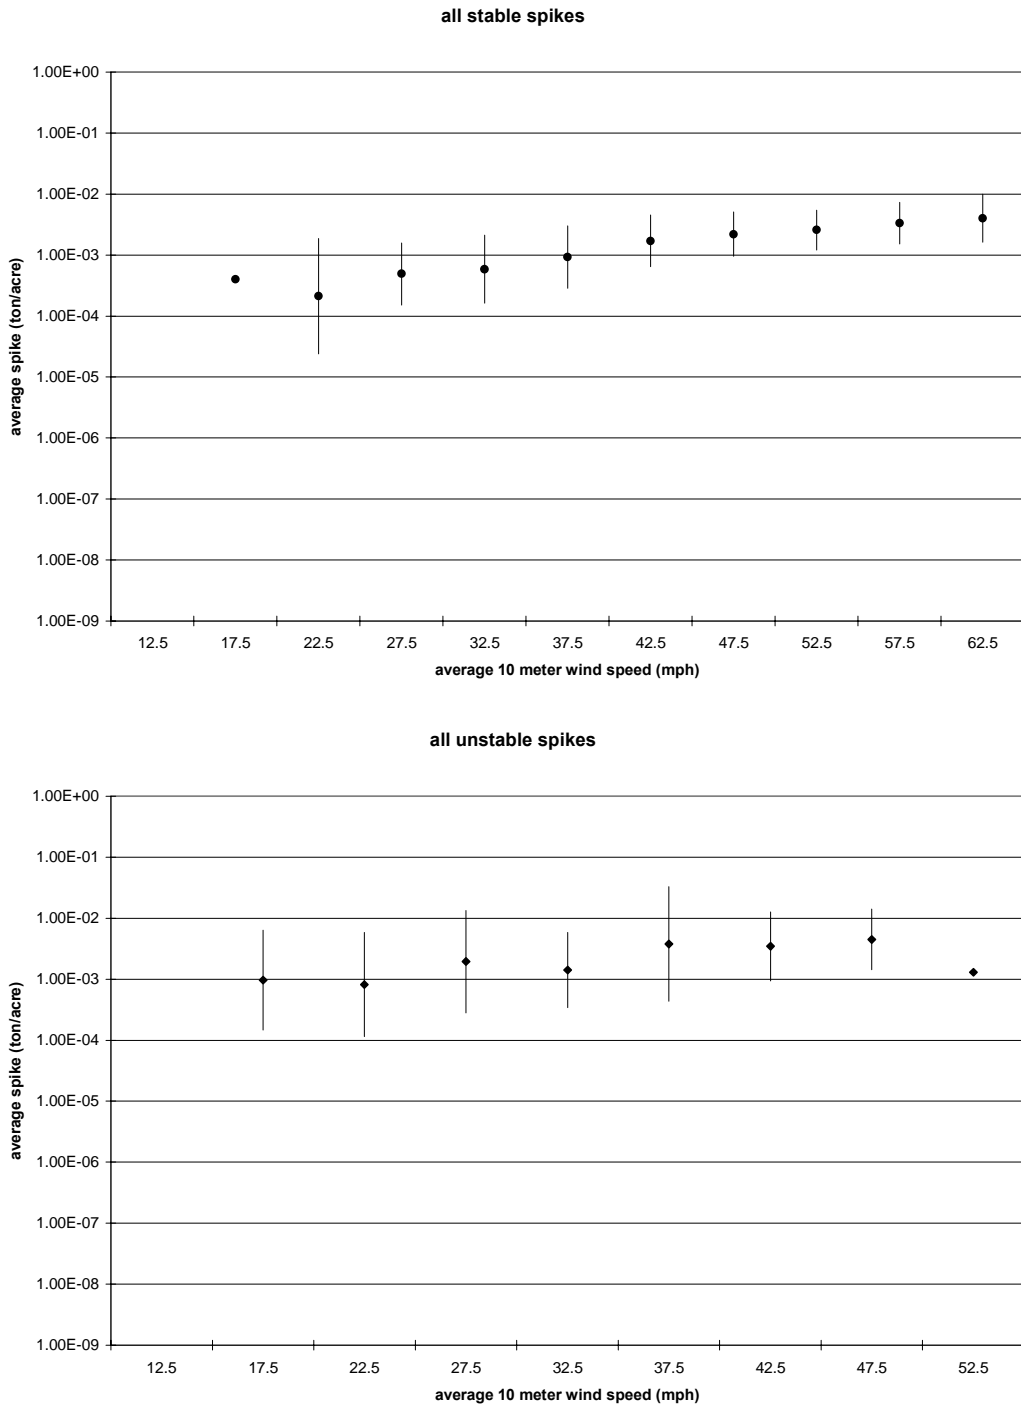 all stable spikes
1.00E+00
1.00E-01
1.00E-02
1.00E-03
1.00E-04
1.00E-05
1.00E-06
1.00E-07
1.00E-08
1.00E-09
average spike (ton/acre)
12.5 17.5 22.5 27.5 32.5 37.5 42.5 47.5 52.5 57.5 62.5
average 10 meter wind speed (mph)
all unstable spikes
1.00E+00
1.00E-01
1.00E-02
1.00E-03
1.00E-04
1.00E-05
1.00E-06
1.00E-07
1.00E-08
1.00E-09
average spike (ton/acre)
12.5 17.5 22.5 27.5 32.5 37.5 42.5 47.5 52.5
average 10 meter wind speed (mph)